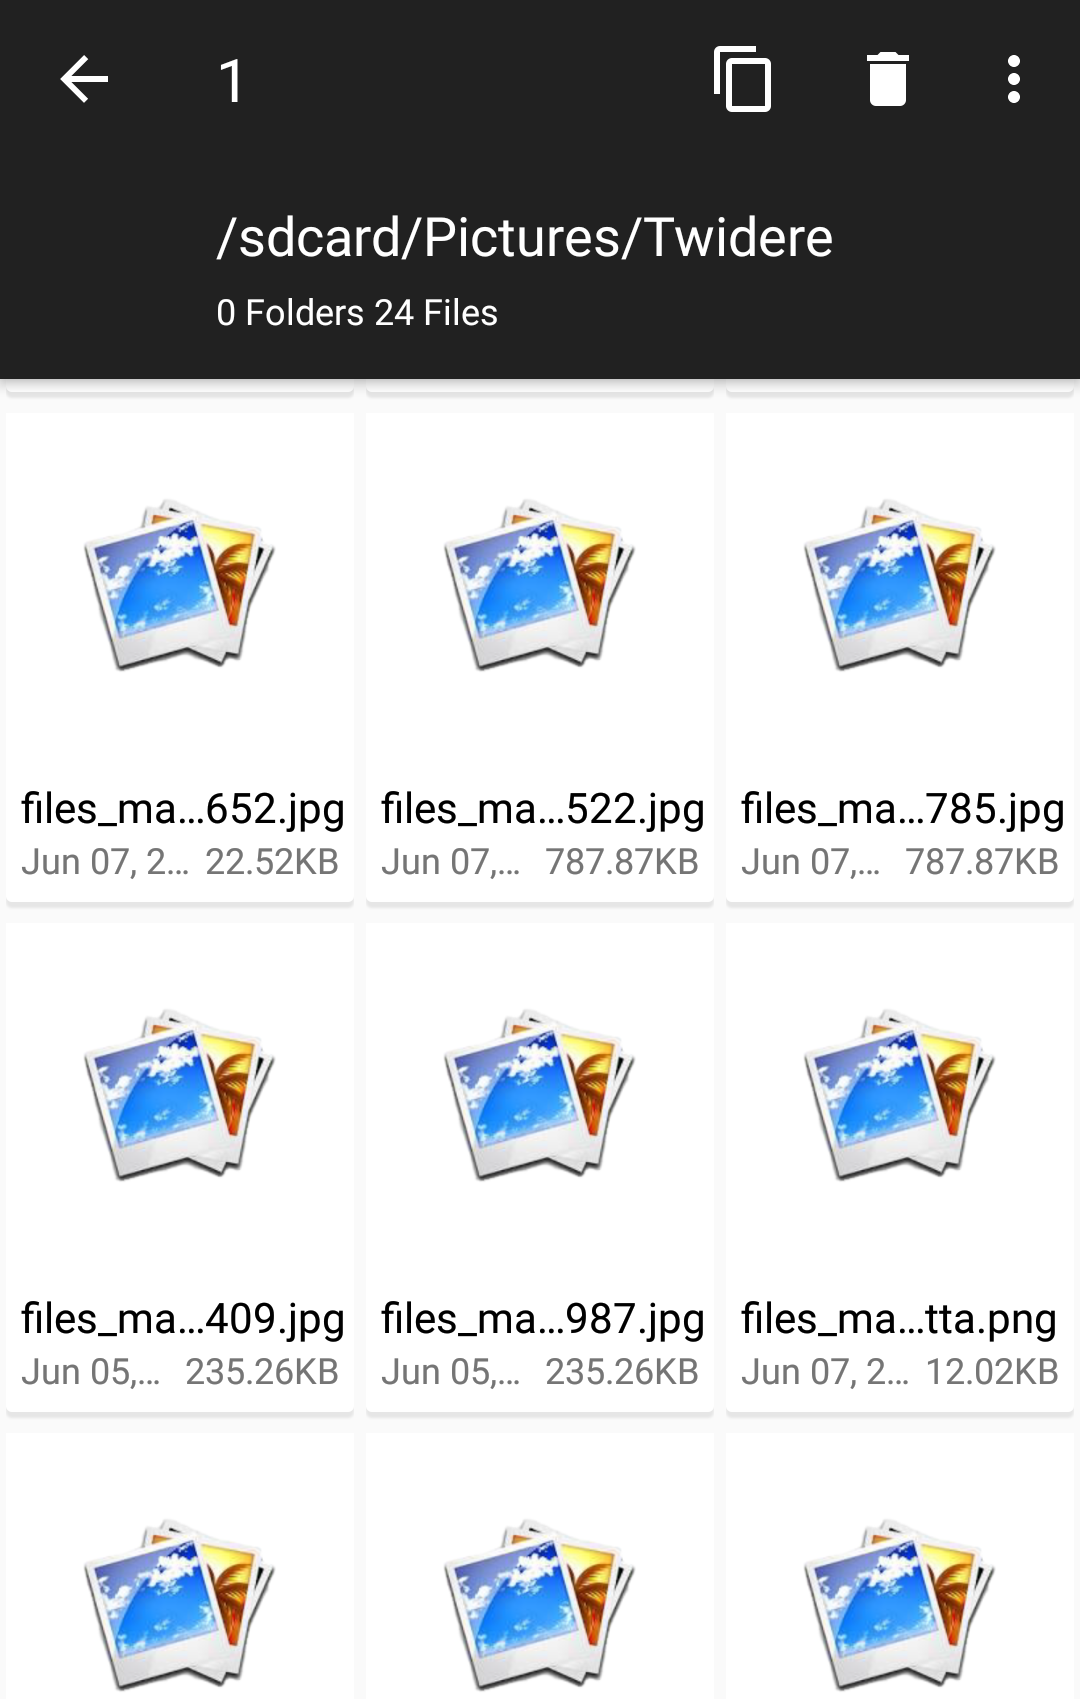 1
/sdcard/Pictures/Twidere
0 Folders 24 Files
files_ma...652.jpg files_ma...522.jpg files_ma...785.jpg
Jun 07, 2... 22.52KB Jun 07,... 787.87KB Jun 07,... 787.87KB
files_ma...409.jpg files_ma...987.jpg files_ma...tta.png
Jun 05,... 235.26KB Jun 05,... 235.26KB Jun 07, 2... 12.02KB